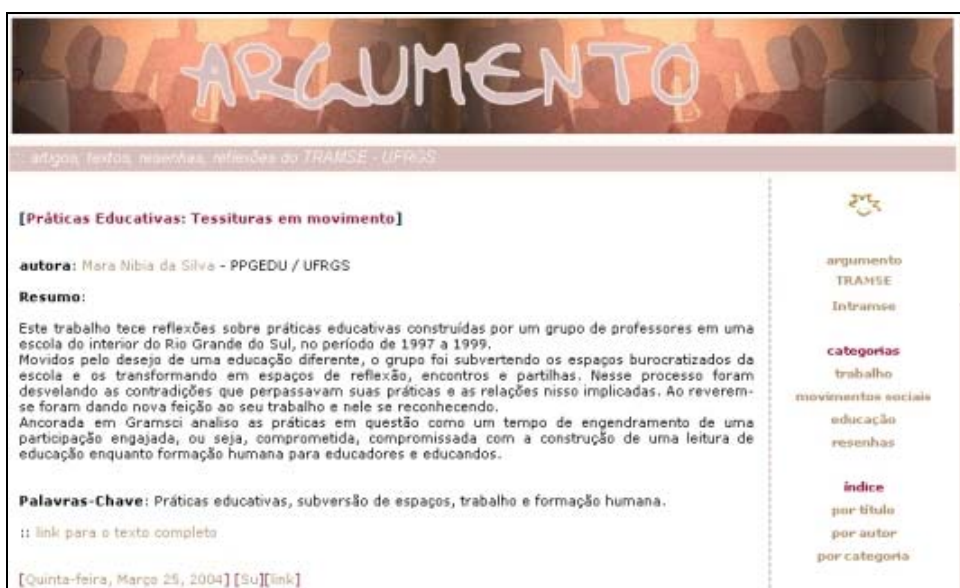 ARGUMENTO
:: artigos, textos, resenhas, reflexões do TRAMSE - UFRGS
[Práticas Educativas: Tessituras em movimento]
autora: Mara Nibia da Silva - PPGEDU / UFRGS
Resumo:
Este trabalho tece reflexões sobre práticas educativas construídas por um grupo de professores em uma
escola do interior do Rio Grande do Sul, no período de 1997 a 1999.
Movidos pelo desejo de uma educação diferente, o grupo foi subvertendo os espaços burocratizados da
escola e os transformando em espaços de reflexão, encontros e partilhas. Nesse processo foram
desvelando as contradições que perpassavam suas práticas e as relações nisso implicadas. Ao reverem-
se foram dando nova feição ao seu trabalho e nele se reconhecendo.
Ancorada em Gramsci analiso as práticas em questão como um tempo de engendramento de uma
participação engajada, ou seja, comprometida, compromissada com a construção de uma leitura de
educação enquanto formação humana para educadores e educandos.
Palavras-Chave: Práticas educativas, subversão de espaços, trabalho e formação humana.
:: link para o texto completo
[Quinta-feira, Março 25, 2004] [Su][link]
argumento
TRAMSE
Intramse
categorias
trabalho
movimentos sociais
educação
resenhas
índice
por título
por autor
por categoria